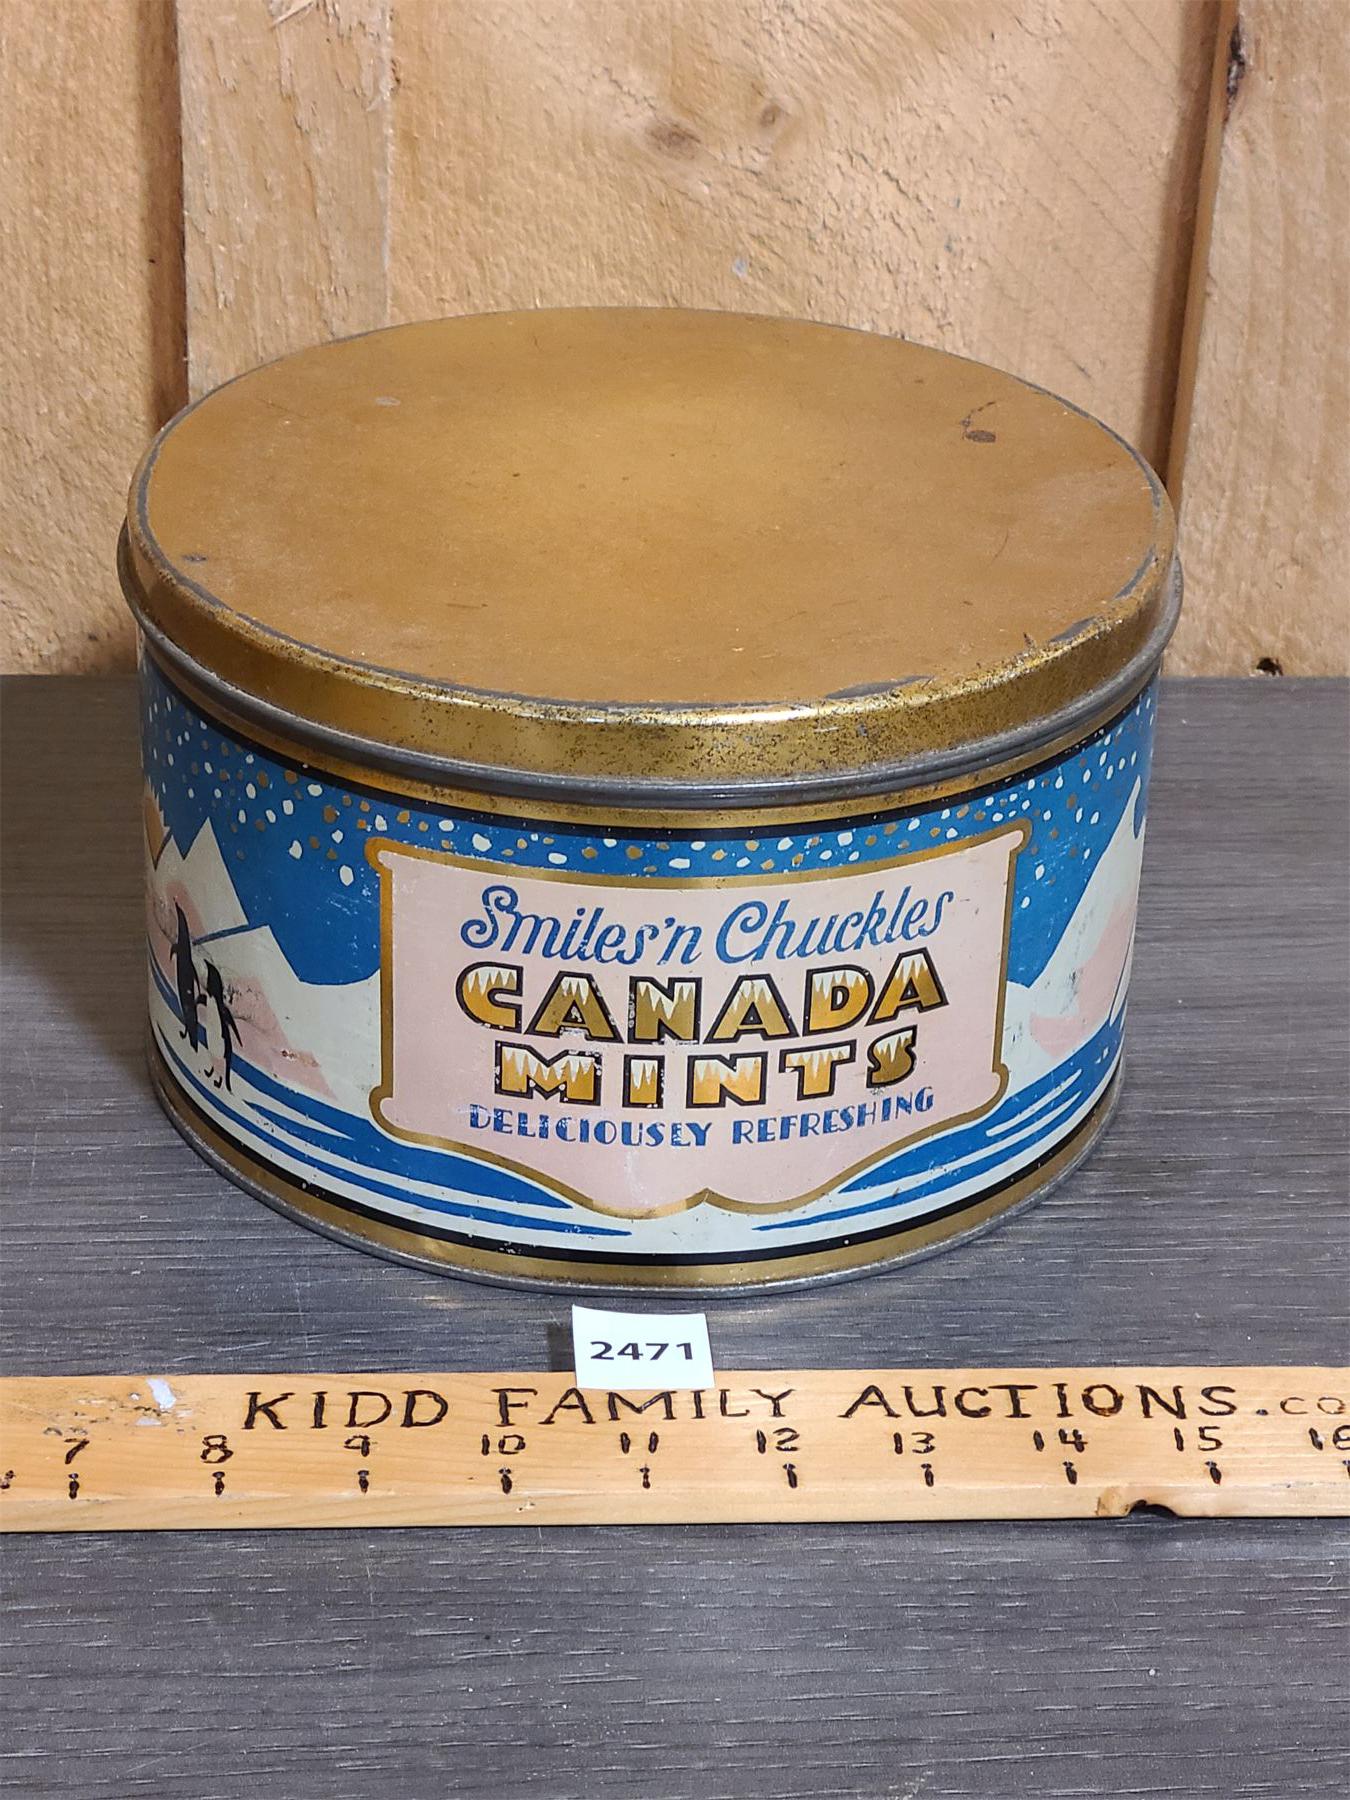 Smiles'n Chuckles
CANADA
MINTS
DELICIOUSLY REFRESHING
2471
KIDD FAMILY AUCTIONS.CO
7 8 9 10 11 12 13 14 15 16